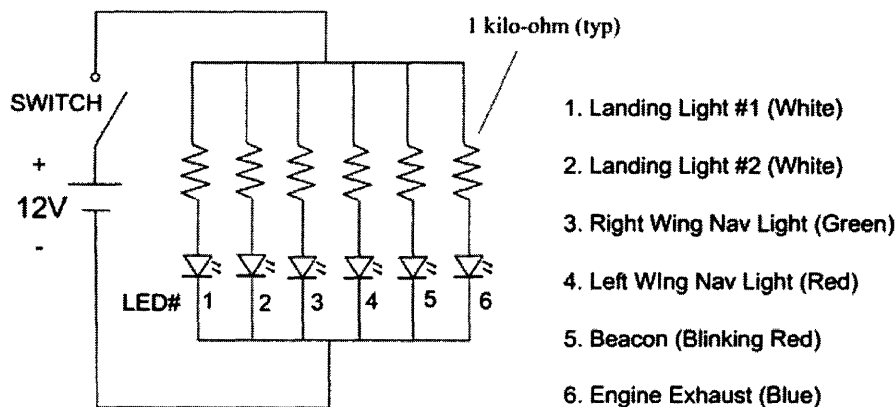 1 kilo-ohm (typ)
SWITCH
+
12V
-
LED# 1 2 3 4 5 6
1. Landing Light #1 (White)
2. Landing Light #2 (White)
3. Right Wing Nav Light (Green)
4. Left WIng Nav Light (Red)
5. Beacon (Blinking Red)
6. Engine Exhaust (Blue)